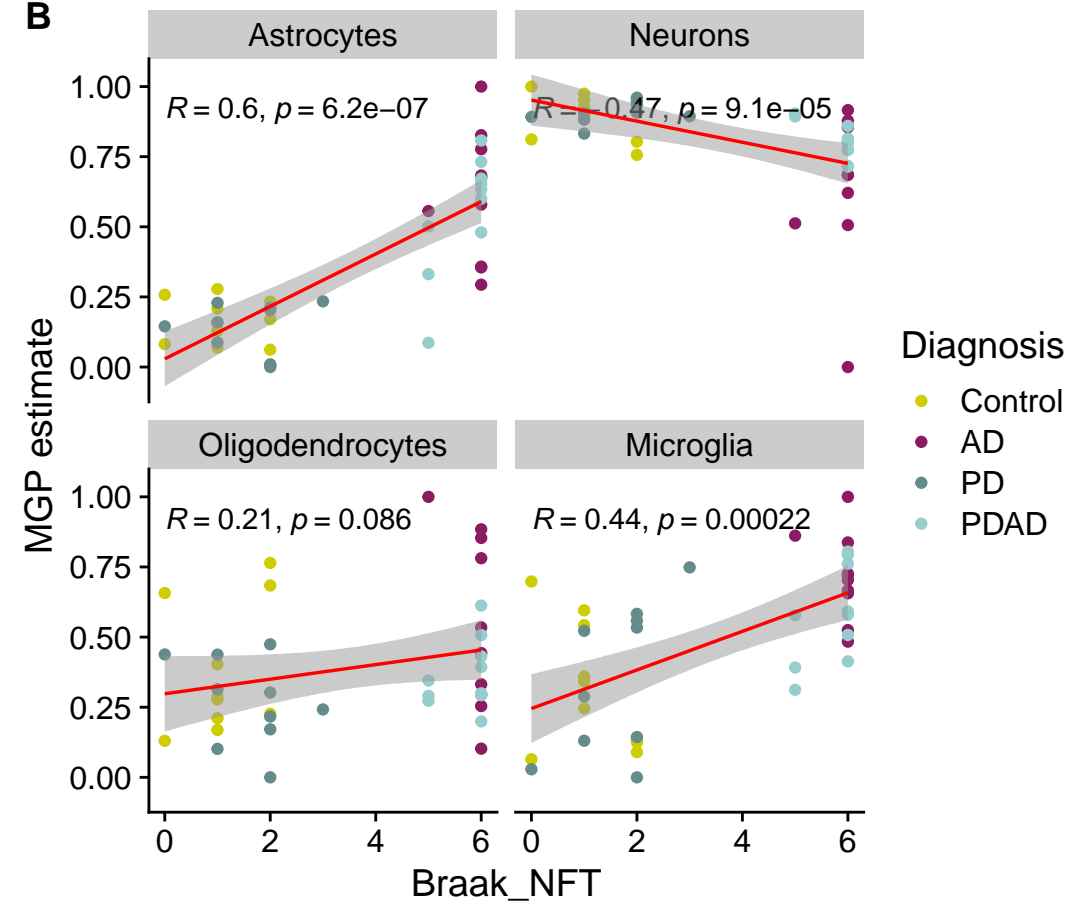 B
Astrocytes
Neurons
1.00
0.75
0.50
0.25
0.00
R = 0.6, p = 6.2e−07
R = −0.47, p = 9.1e−05
MGP estimate
Oligodendrocytes
Microglia
1.00
0.75
0.50
0.25
0.00
R = 0.21, p = 0.086
R = 0.44, p = 0.00022
0 2 4 6
0 2 4 6
Braak_NFT
Diagnosis
Control
AD
PD
PDAD